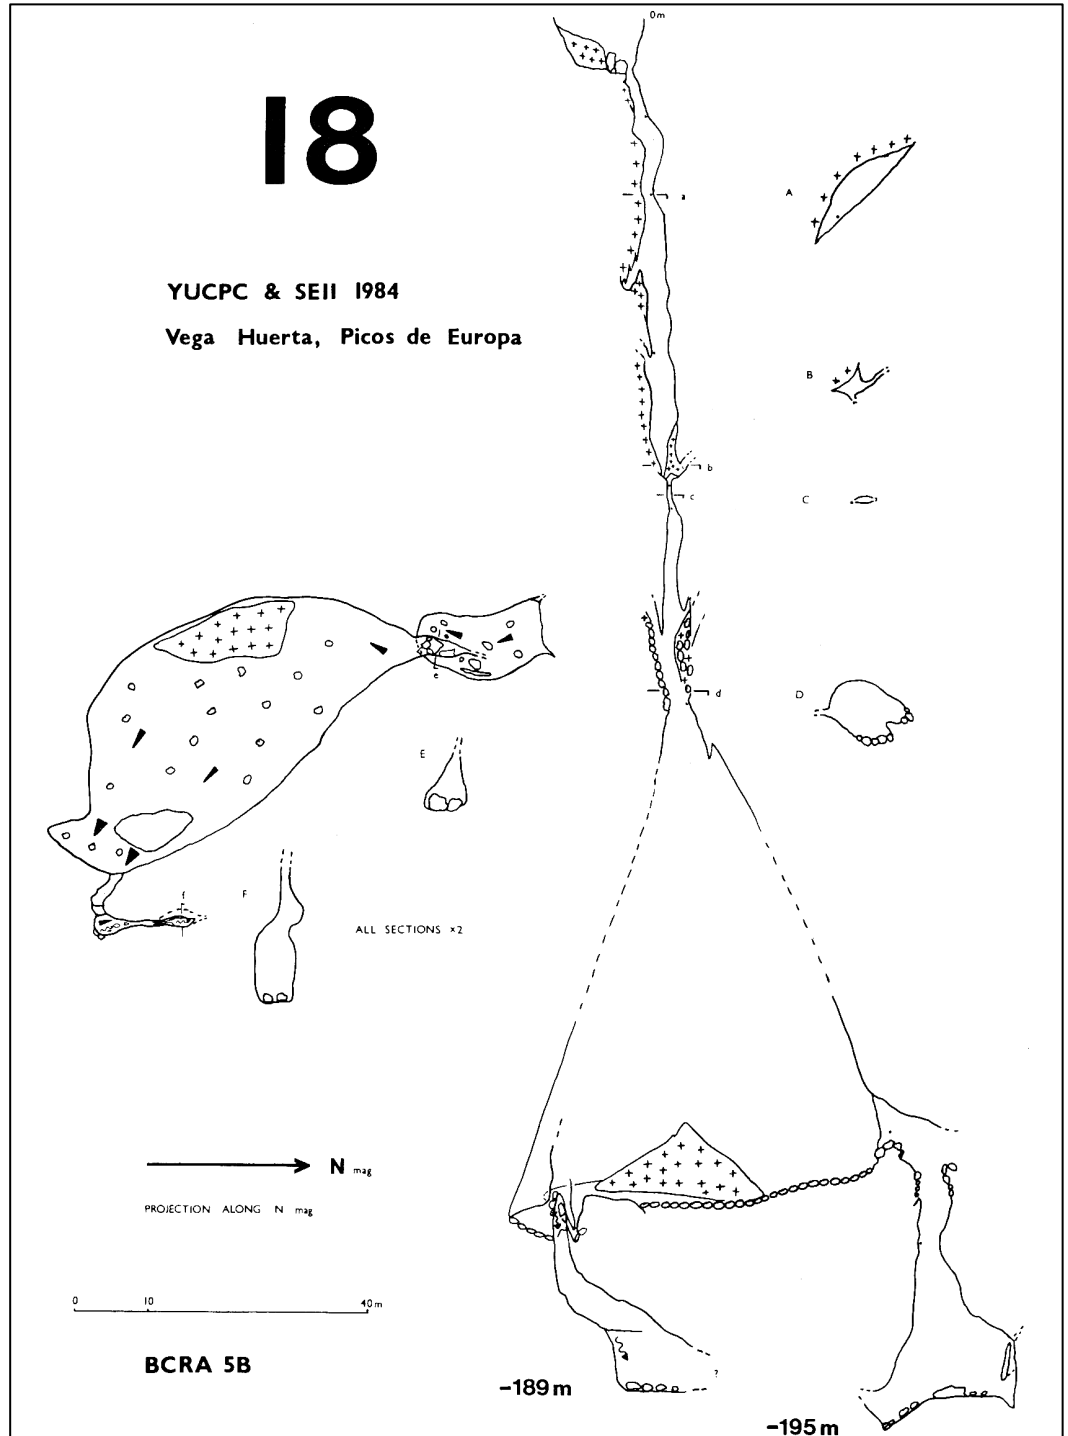 0m
18
A
a
YUCPC & SEII 1984
Vega Huerta, Picos de Europa
B
b
C
c
e
D
d
E
f
F
ALL SECTIONS ×2
N mag
PROJECTION ALONG N mag
0 10 40m
BCRA 5B
?
-189m
-195m